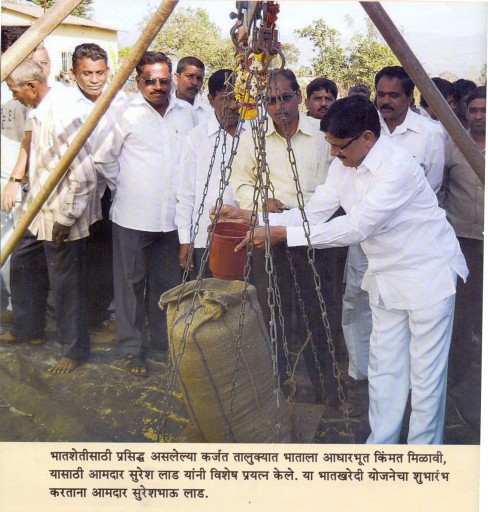 भातशेतीसाठी प्रसिद्ध असलेल्या कर्जत तालुक्यात भाताला आधारभूत किंमत मिळावी,
यासाठी आमदार सुरेश लाड यांनी विशेष प्रयत्न केले. या भातखरेदी योजनेचा शुभारंभ
करताना आमदार सुरेशभाऊ लाड.